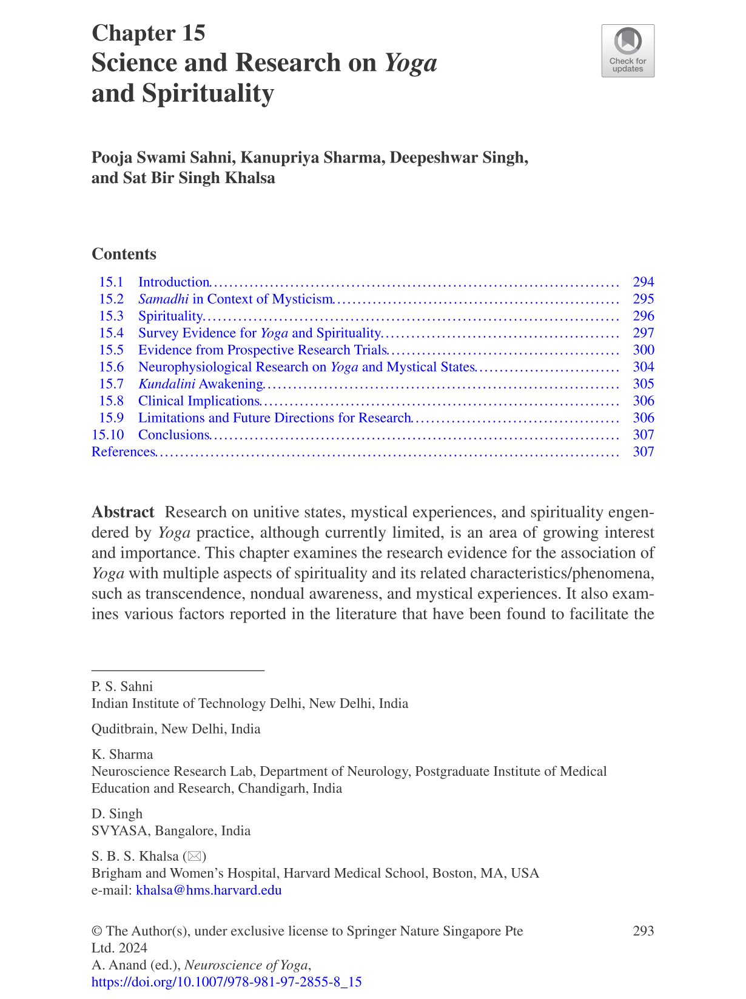 Chapter 15
Science and Research on Yoga
and Spirituality
Check for
updates
Pooja Swami Sahni, Kanupriya Sharma, Deepeshwar Singh,
and Sat Bir Singh Khalsa
Contents
15.1 Introduction........................................................................ 294
15.2 Samadhi in Context of Mysticism........................................................................ 295
15.3 Spirituality........................................................................ 296
15.4 Survey Evidence for Yoga and Spirituality........................................................................ 297
15.5 Evidence from Prospective Research Trials........................................................................ 300
15.6 Neurophysiological Research on Yoga and Mystical States........................................................................ 304
15.7 Kundalini Awakening........................................................................ 305
15.8 Clinical Implications........................................................................ 306
15.9 Limitations and Future Directions for Research........................................................................ 306
15.10 Conclusions........................................................................ 307
References........................................................................ 307
Abstract Research on unitive states, mystical experiences, and spirituality engen-
dered by Yoga practice, although currently limited, is an area of growing interest
and importance. This chapter examines the research evidence for the association of
Yoga with multiple aspects of spirituality and its related characteristics/phenomena,
such as transcendence, nondual awareness, and mystical experiences. It also exam-
ines various factors reported in the literature that have been found to facilitate the
P. S. Sahni
Indian Institute of Technology Delhi, New Delhi, India
Quditbrain, New Delhi, India
K. Sharma
Neuroscience Research Lab, Department of Neurology, Postgraduate Institute of Medical
Education and Research, Chandigarh, India
D. Singh
SVYASA, Bangalore, India
S. B. S. Khalsa (✉)
Brigham and Women's Hospital, Harvard Medical School, Boston, MA, USA
e-mail: khalsa@hms.harvard.edu
© The Author(s), under exclusive license to Springer Nature Singapore Pte 293
Ltd. 2024
A. Anand (ed.), Neuroscience of Yoga,
https://doi.org/10.1007/978-981-97-2855-8_15